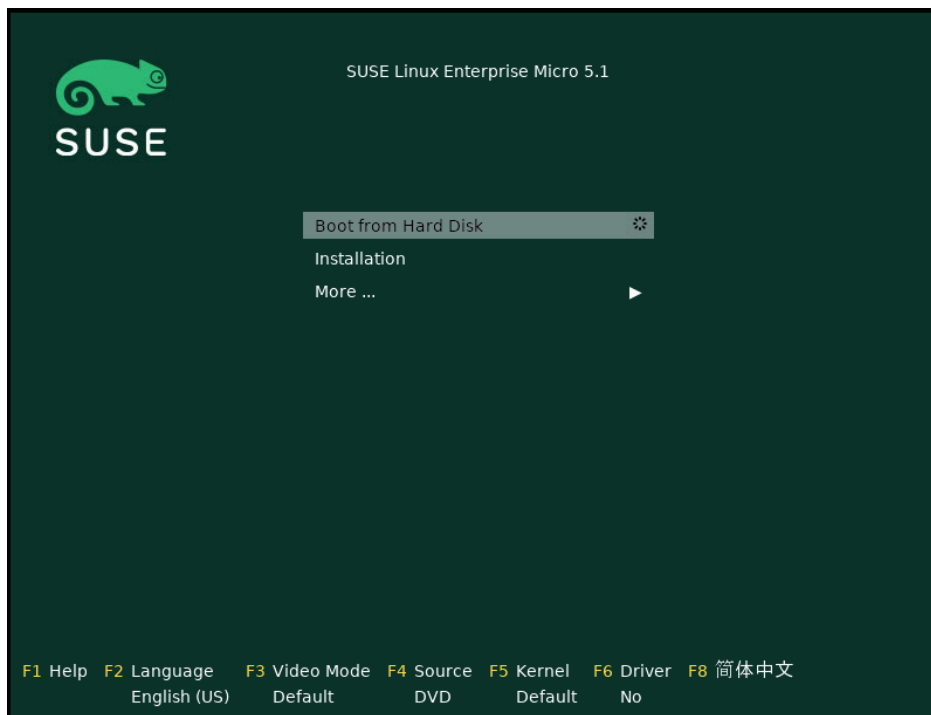 SUSE Linux Enterprise Micro 5.1
SUSE
Boot from Hard Disk
Installation
More ...
F1 Help F2 Language F3 Video Mode F4 Source F5 Kernel F6 Driver F8 简体中文
English (US) Default DVD Default No